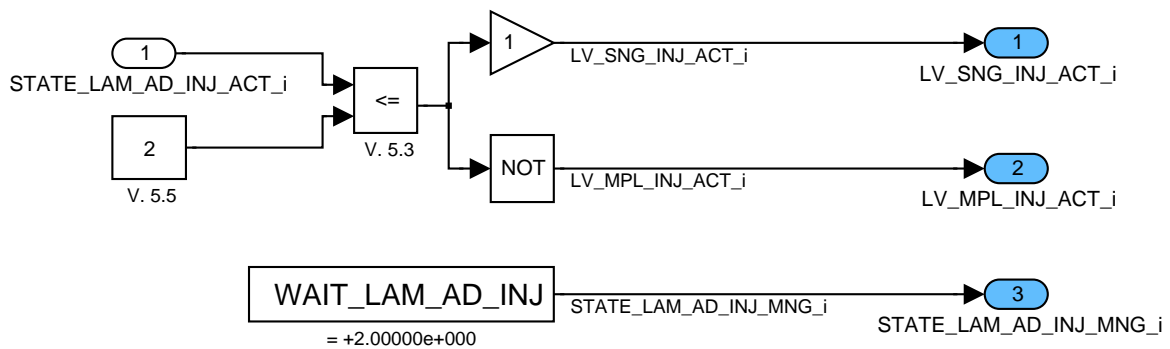 1
STATE_LAM_AD_INJ_ACT_i
2
V. 5.5
<=
V. 5.3
1
LV_SNG_INJ_ACT_i
1
LV_SNG_INJ_ACT_i
NOT
LV_MPL_INJ_ACT_i
2
LV_MPL_INJ_ACT_i
WAIT_LAM_AD_INJ
= +2.00000e+000
STATE_LAM_AD_INJ_MNG_i
3
STATE_LAM_AD_INJ_MNG_i